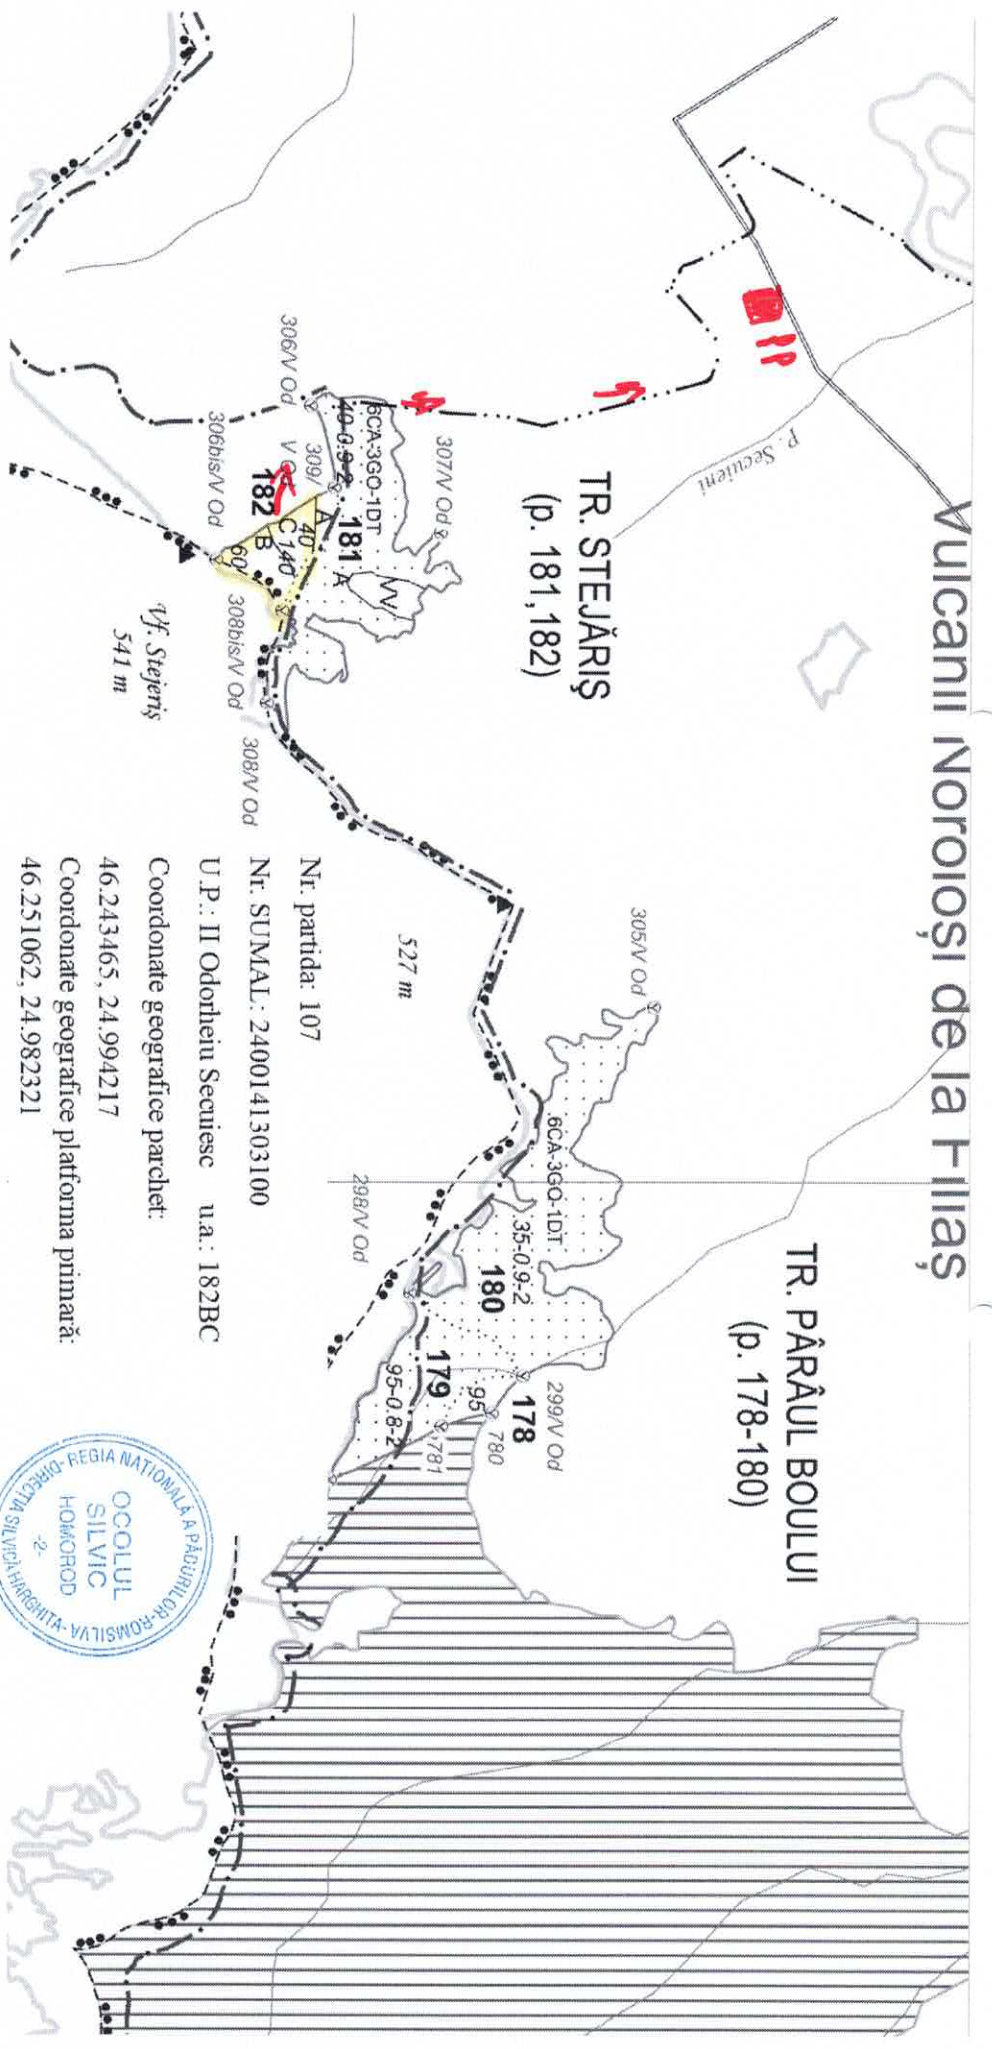 Vulcanii Noroioși de la Filiaș
TR. STEJĂRIȘ
(p. 181,182)
TR. PÂRÂUL BOULUI
(p. 178-180)
PP
P. Secuieni
307/V Od
6CA-3GO-1DT
40-0.9-2
306/V Od
309/
V Od
181 A
V
A
40
C 140
B
60
182
306bis/V Od
308bis/V Od
308/V Od
Vf. Stejeriș
541 m
527 m
305/V Od
6CA-3GO-1DT
35-0.9-2
180
298/V Od
299/V Od
178
95
780
781
179
95-0.8-2
Nr. partida: 107
Nr. SUMAL: 2400141303100
U.P.: II Odorheiu Secuiesc u.a.: 182BC
Coordonate geografice parchet:
46.243465, 24.994217
Coordonate geografice platforma primară:
46.251062, 24.982321
REGIA NAȚIONALĂ A PĂDURILOR-ROMSILVA-
DIRECȚIA SILVICĂ HARGHITA-
OCOLUL
SILVIC
HOMOROD
-2-